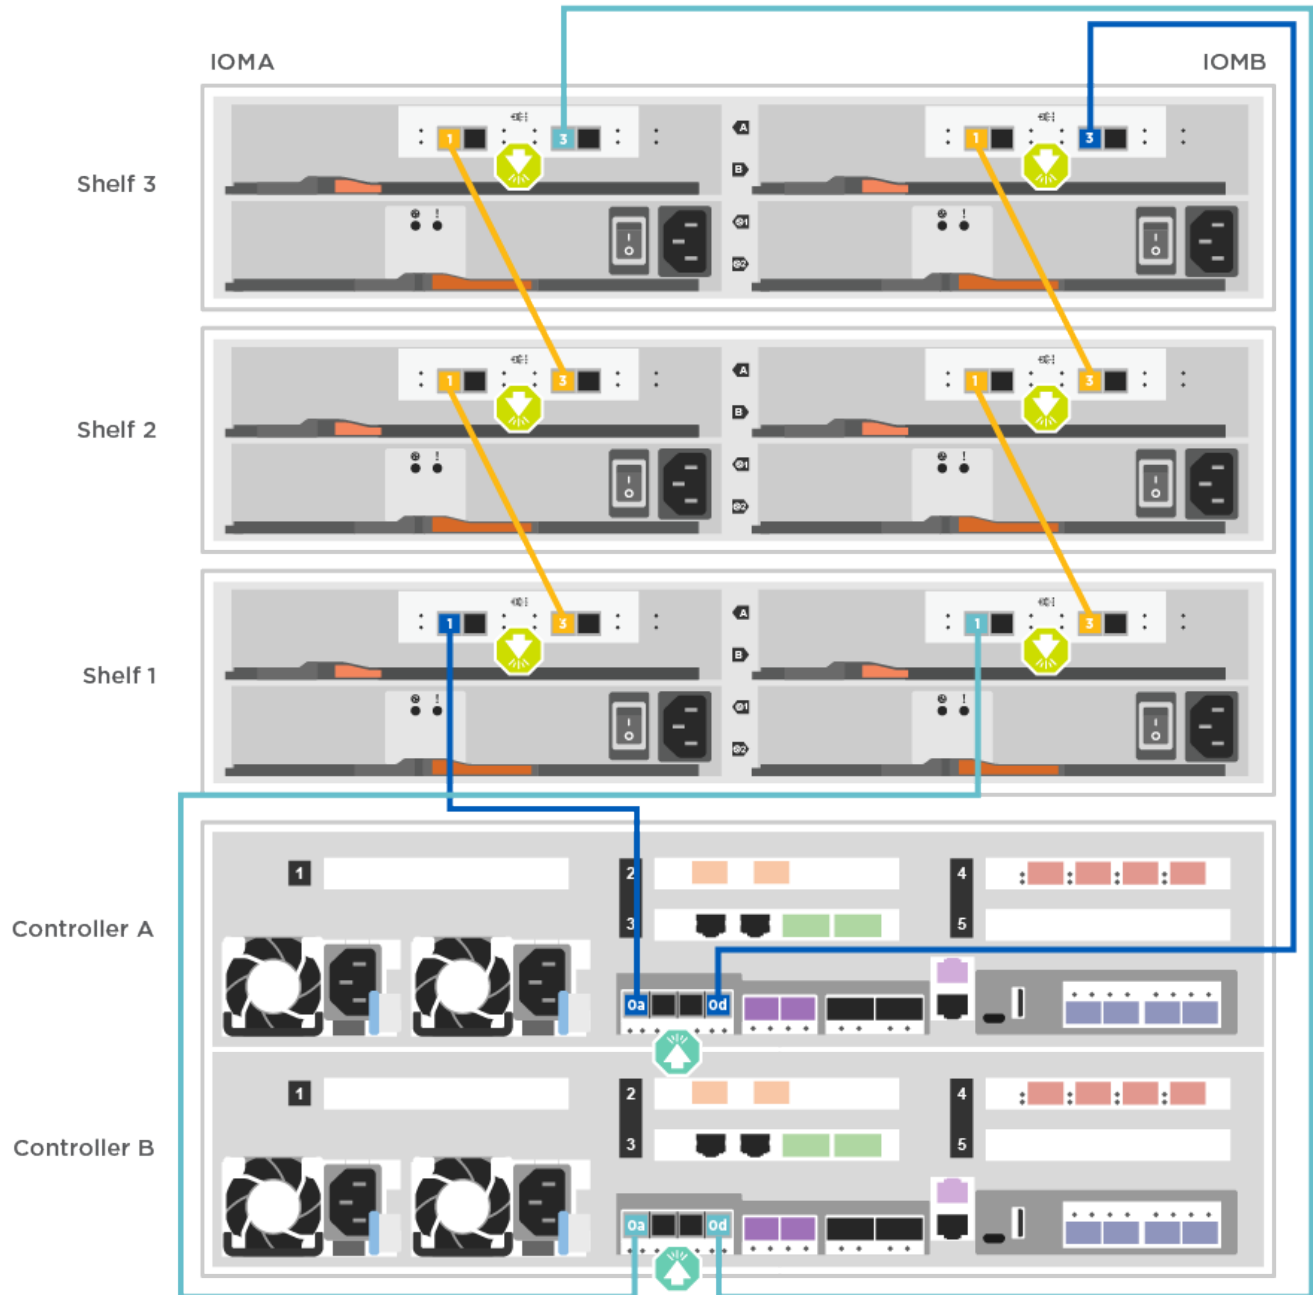 IOMA IOMB
1 3 A 1 3
Shelf 3
B
! !
1 3 A 1 3
Shelf 2
B
! !
1 3 A 1 3
Shelf 1
B
! !
1 2 4
Controller A
3 5
0a 0d
1 2 4
Controller B
3 5
0a 0d